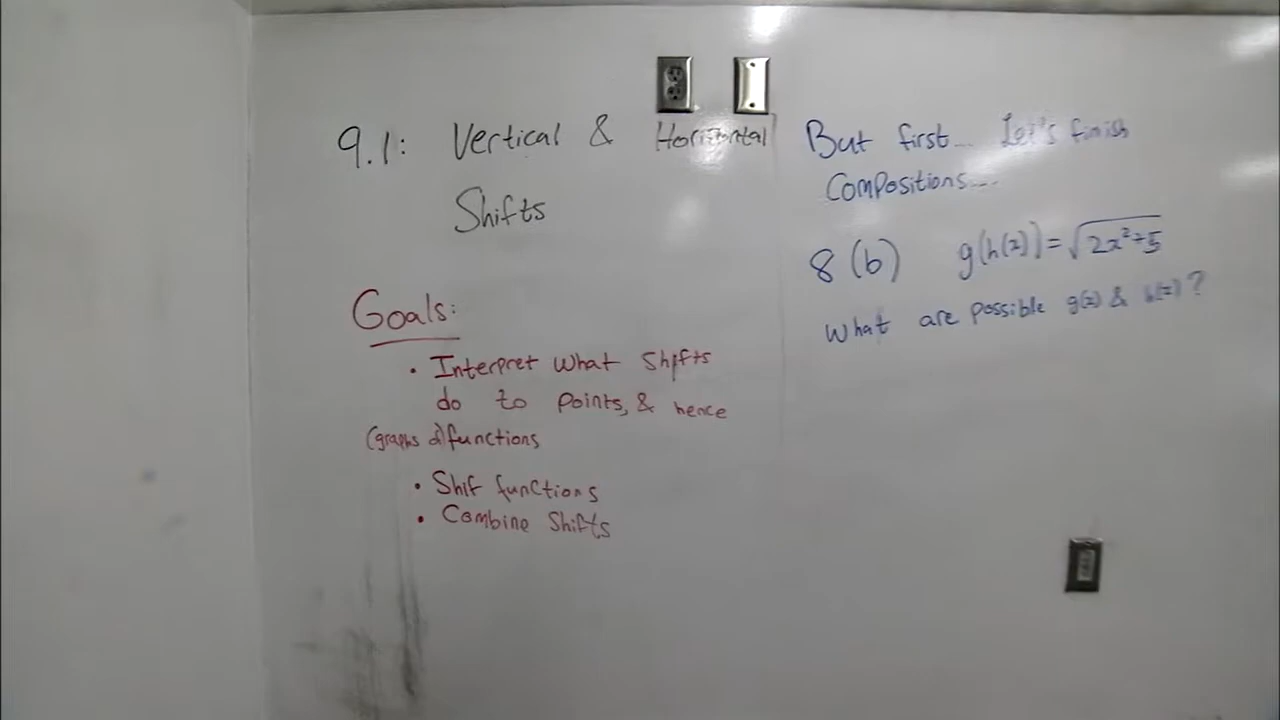 9.1: Vertical & Horizontal
Shifts
Goals:
• Interpret what shifts
do to points, & hence
(graphs of) functions
• Shif functions
• Combine Shifts
But first... Let's finish
compositions....
8 (b) g(h(x)) = √2x²+5
What are possible g(x) & h(x)?